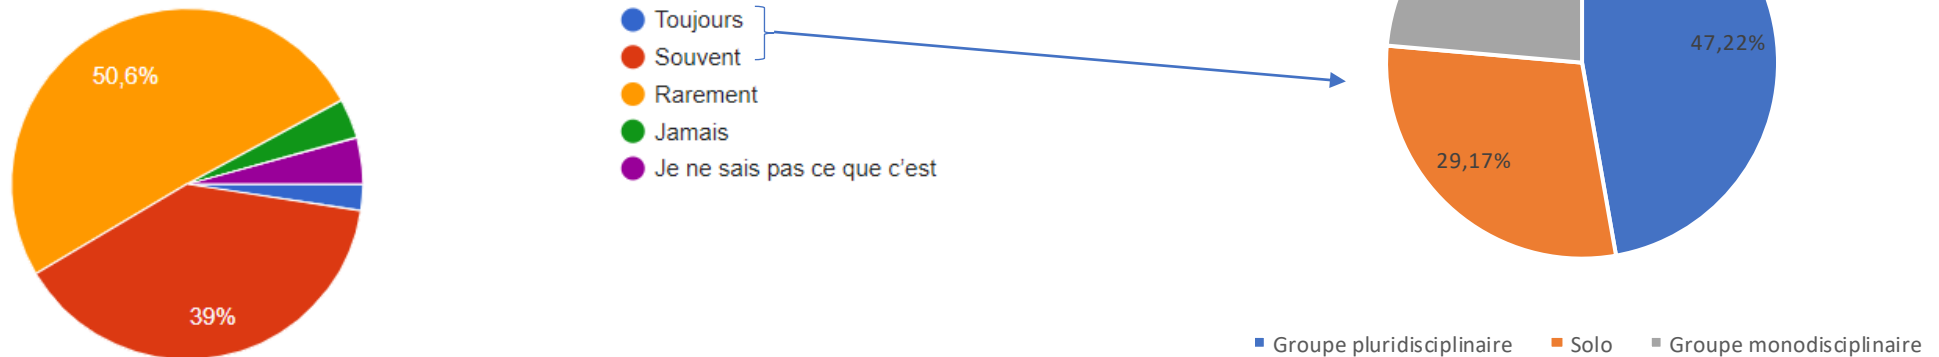 50,6%
39%
Toujours
Souvent
Rarement
Jamais
Je ne sais pas ce que c'est
47,22%
29,17%
Groupe pluridisciplinaire Solo Groupe monodisciplinaire